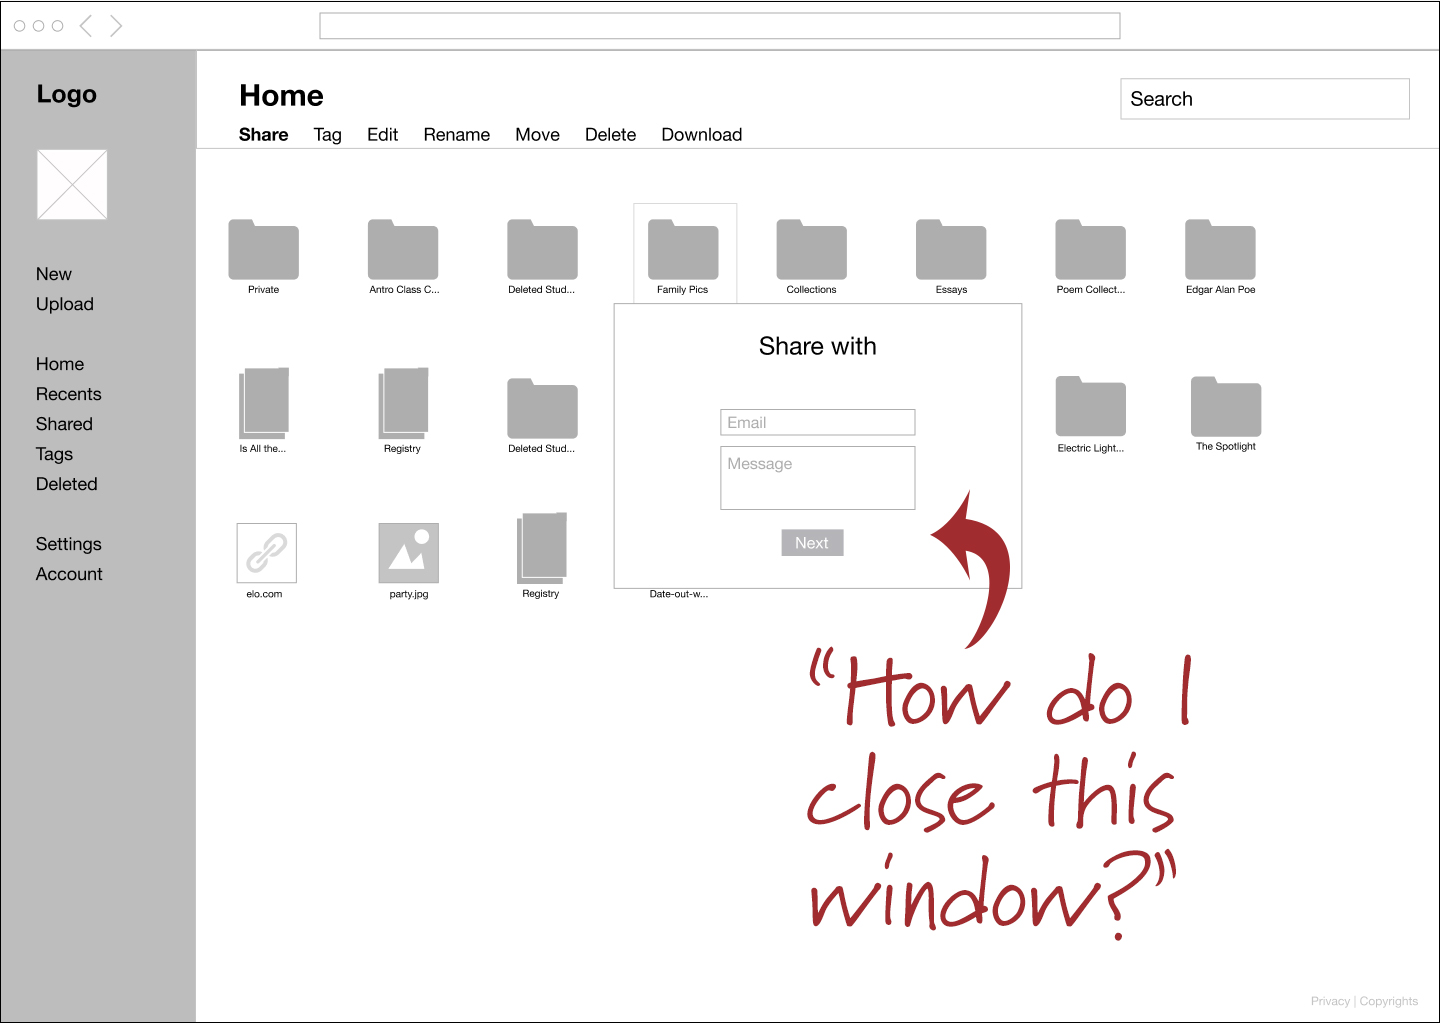 Logo
Home
Search
Share Tag Edit Rename Move Delete Download
New
Upload
Home
Recents
Shared
Tags
Deleted
Settings
Account
Private Antro Class C... Deleted Stud... Family Pics Collections Essays Poem Collect... Edgar Alan Poe
Share with
Email
Message
Next
Is All the... Registry Deleted Stud... Electric Light... The Spotlight
elo.com party.jpg Registry Date-out-w...
“How do I
close this
window?”
Privacy | Copyrights